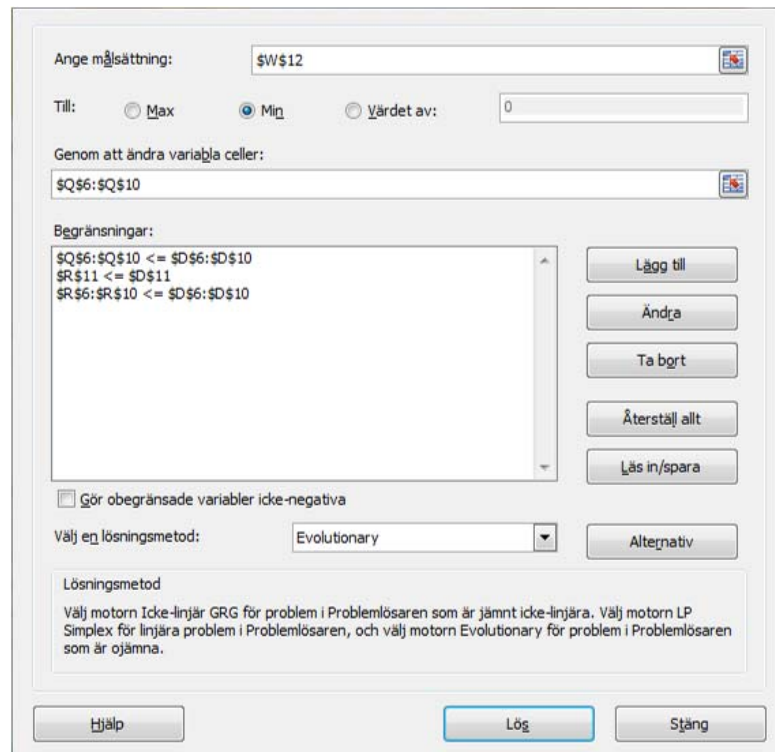 Ange målsättning: $W$12
Till: Max Min Värdet av: 0
Genom att ändra variabla celler:
$Q$6:$Q$10
Begränsningar:
$Q$6:$Q$10 <= $D$6:$D$10
$R$11 <= $D$11
$R$6:$R$10 <= $D$6:$D$10
Lägg till
Ändra
Ta bort
Återställ allt
Läs in/spara
Gör obegränsade variabler icke-negativa
Välj en lösningsmetod: Evolutionary Alternativ
Lösningsmetod
Välj motorn Icke-linjär GRG för problem i Problemlösaren som är jämnt icke-linjära. Välj motorn LP
Simplex för linjära problem i Problemlösaren, och välj motorn Evolutionary för problem i Problemlösaren
som är ojämna.
Hjälp Lös Stäng